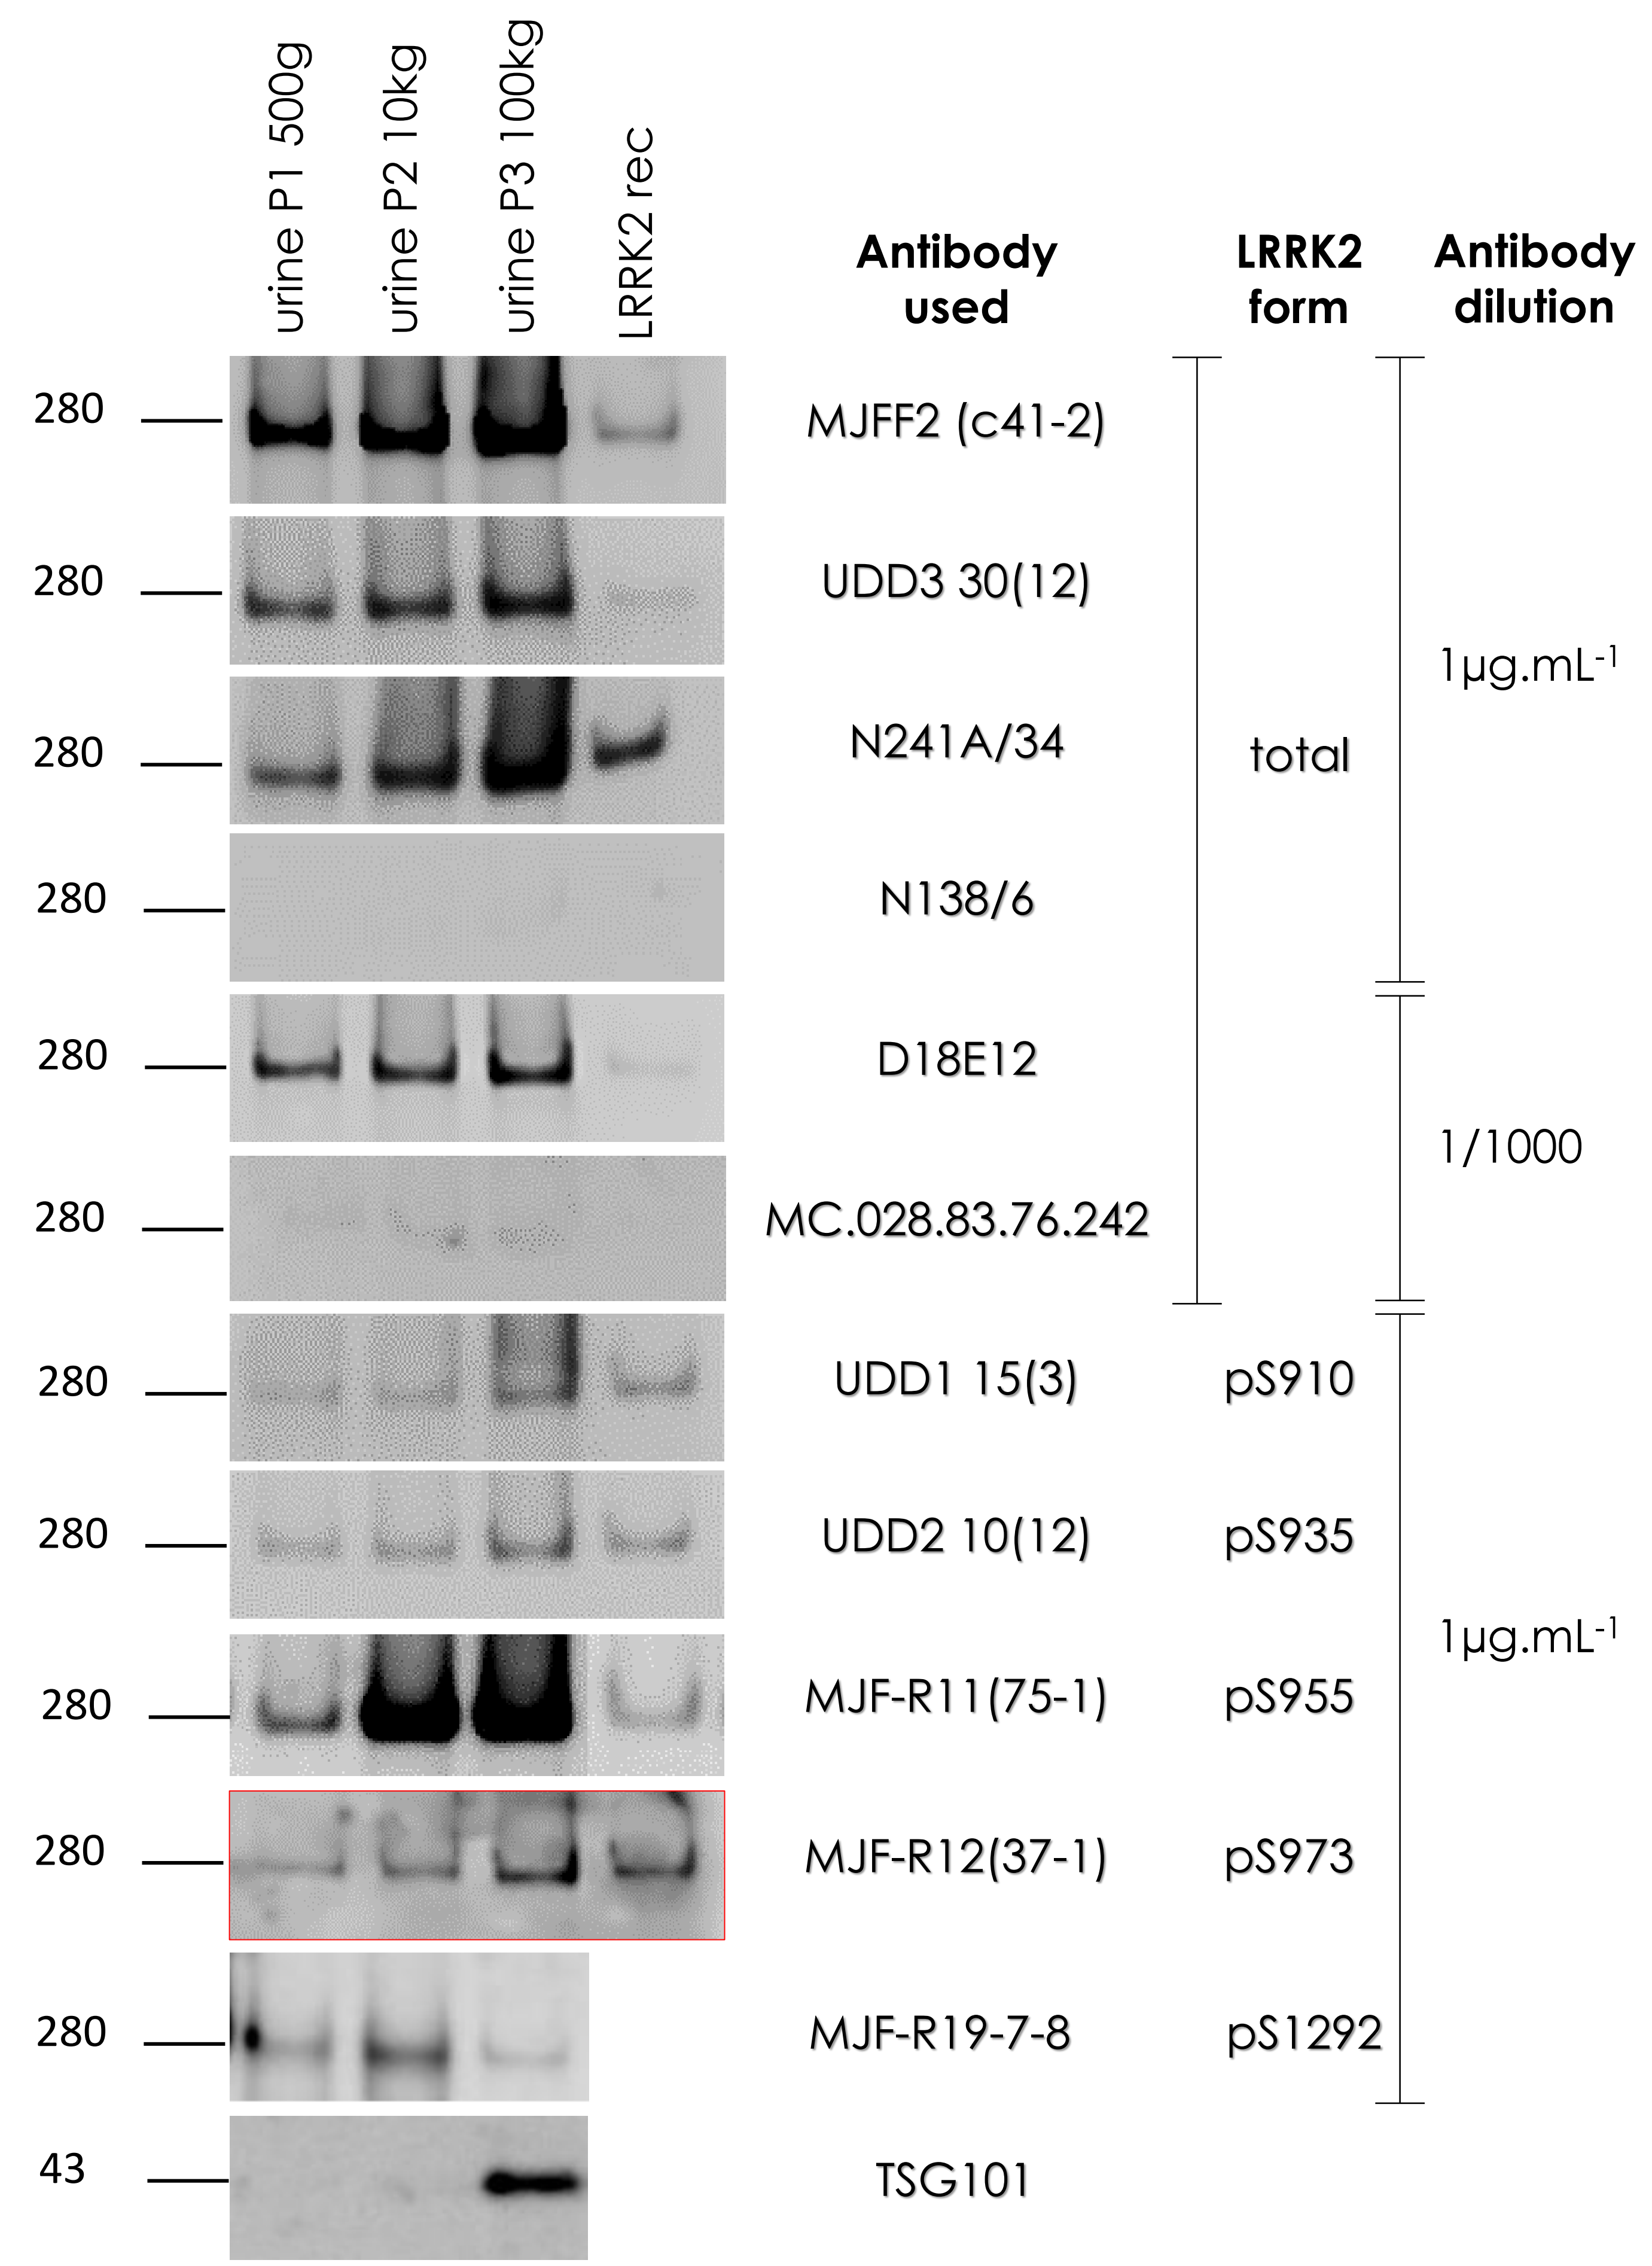 urine P1 500g
urine P2 10kg
urine P3 100kg
LRRK2 rec
Antibody used
LRRK2 form
Antibody dilution
280 MJFF2 (c41-2)
280 UDD3 30(12)
1µg.mL-1
280 N241A/34 total
280 N138/6
280 D18E12
1/1000
280 MC.028.83.76.242
280 UDD1 15(3) pS910
280 UDD2 10(12) pS935
1µg.mL-1
280 MJF-R11(75-1) pS955
280 MJF-R12(37-1) pS973
280 MJF-R19-7-8 pS1292
43 TSG101